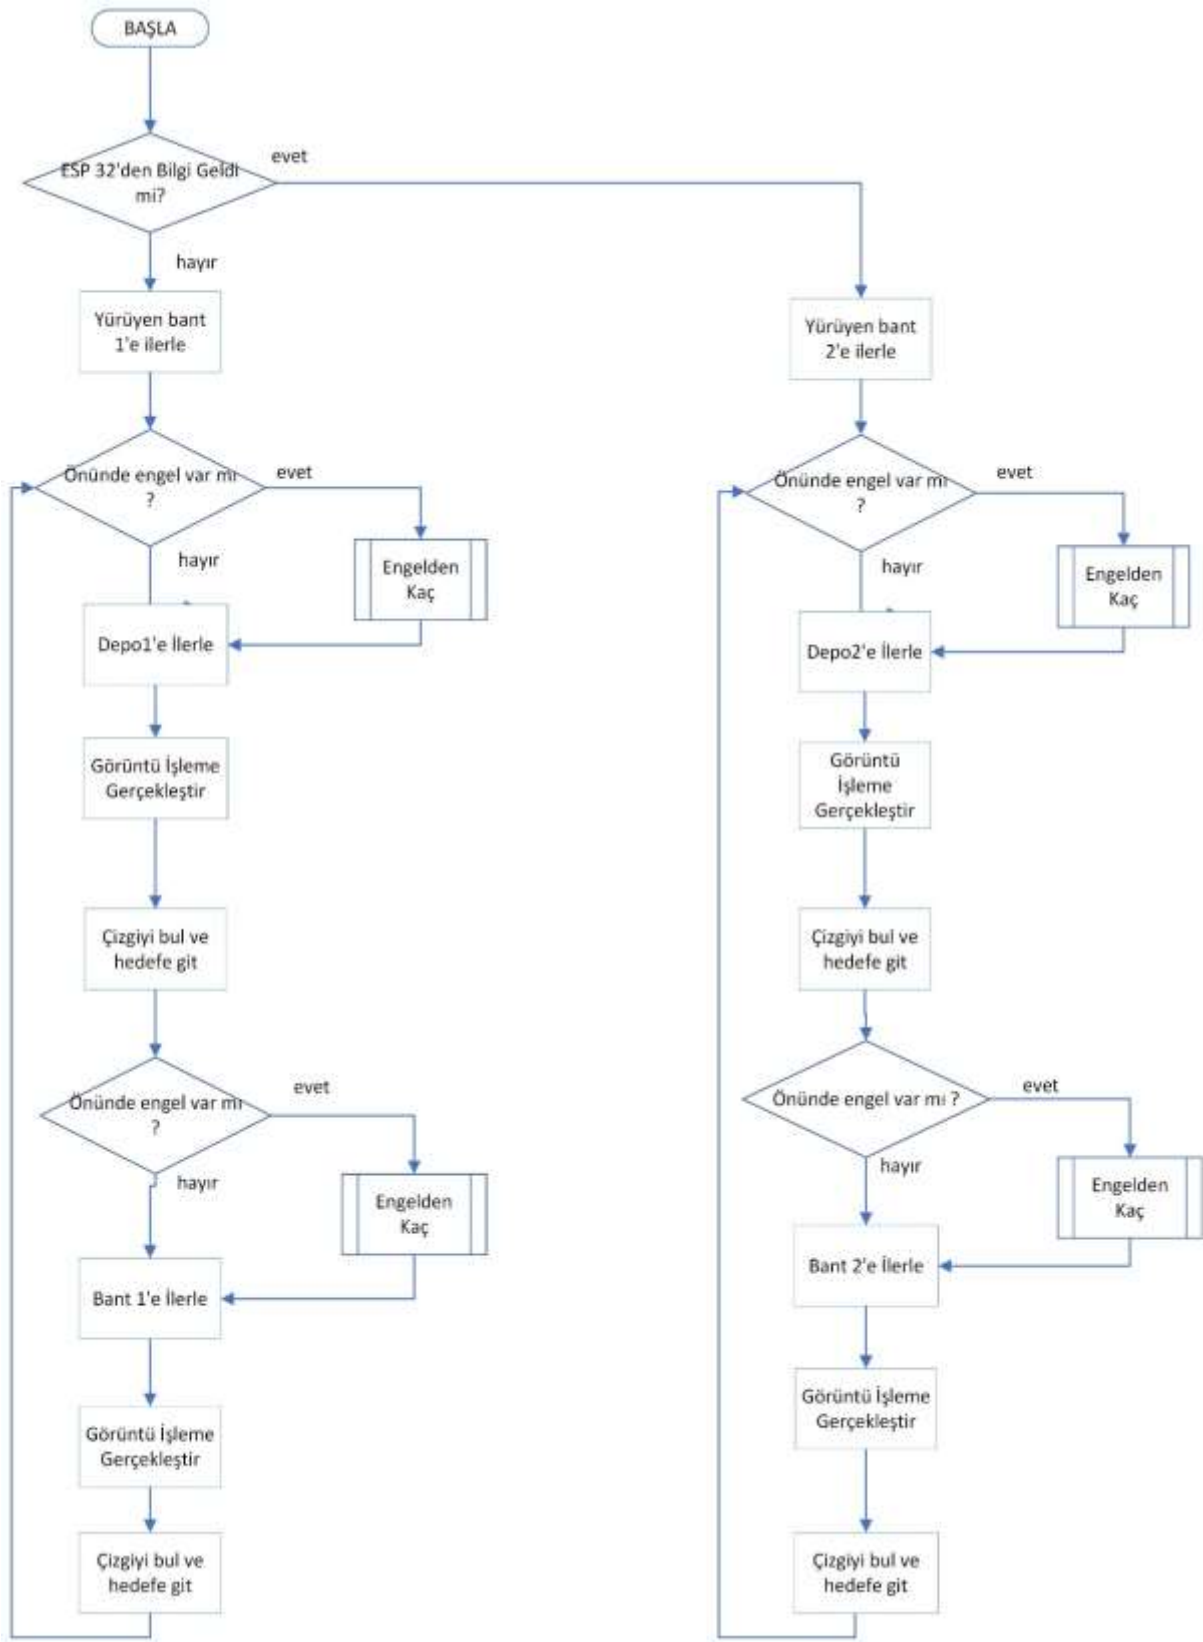 BAŞLA
ESP 32'den Bilgi Geldi
mi?
evet
hayır
Yürüyen bant
1'e ilerle
Önünde engel var mı
?
evet
hayır
Engelden
Kaç
Depo1'e İlerle
Görüntü İşleme
Gerçekleştir
Çizgiyi bul ve
hedefe git
Önünde engel var mı
?
evet
hayır
Engelden
Kaç
Bant 1'e İlerle
Görüntü İşleme
Gerçekleştir
Çizgiyi bul ve
hedefe git
Yürüyen bant
2'e ilerle
Önünde engel var mı
?
evet
hayır
Engelden
Kaç
Depo2'e İlerle
Görüntü
İşleme
Gerçekleştir
Çizgiyi bul ve
hedefe git
Önünde engel var mı ?
evet
hayır
Engelden
Kaç
Bant 2'e İlerle
Görüntü İşleme
Gerçekleştir
Çizgiyi bul ve
hedefe git